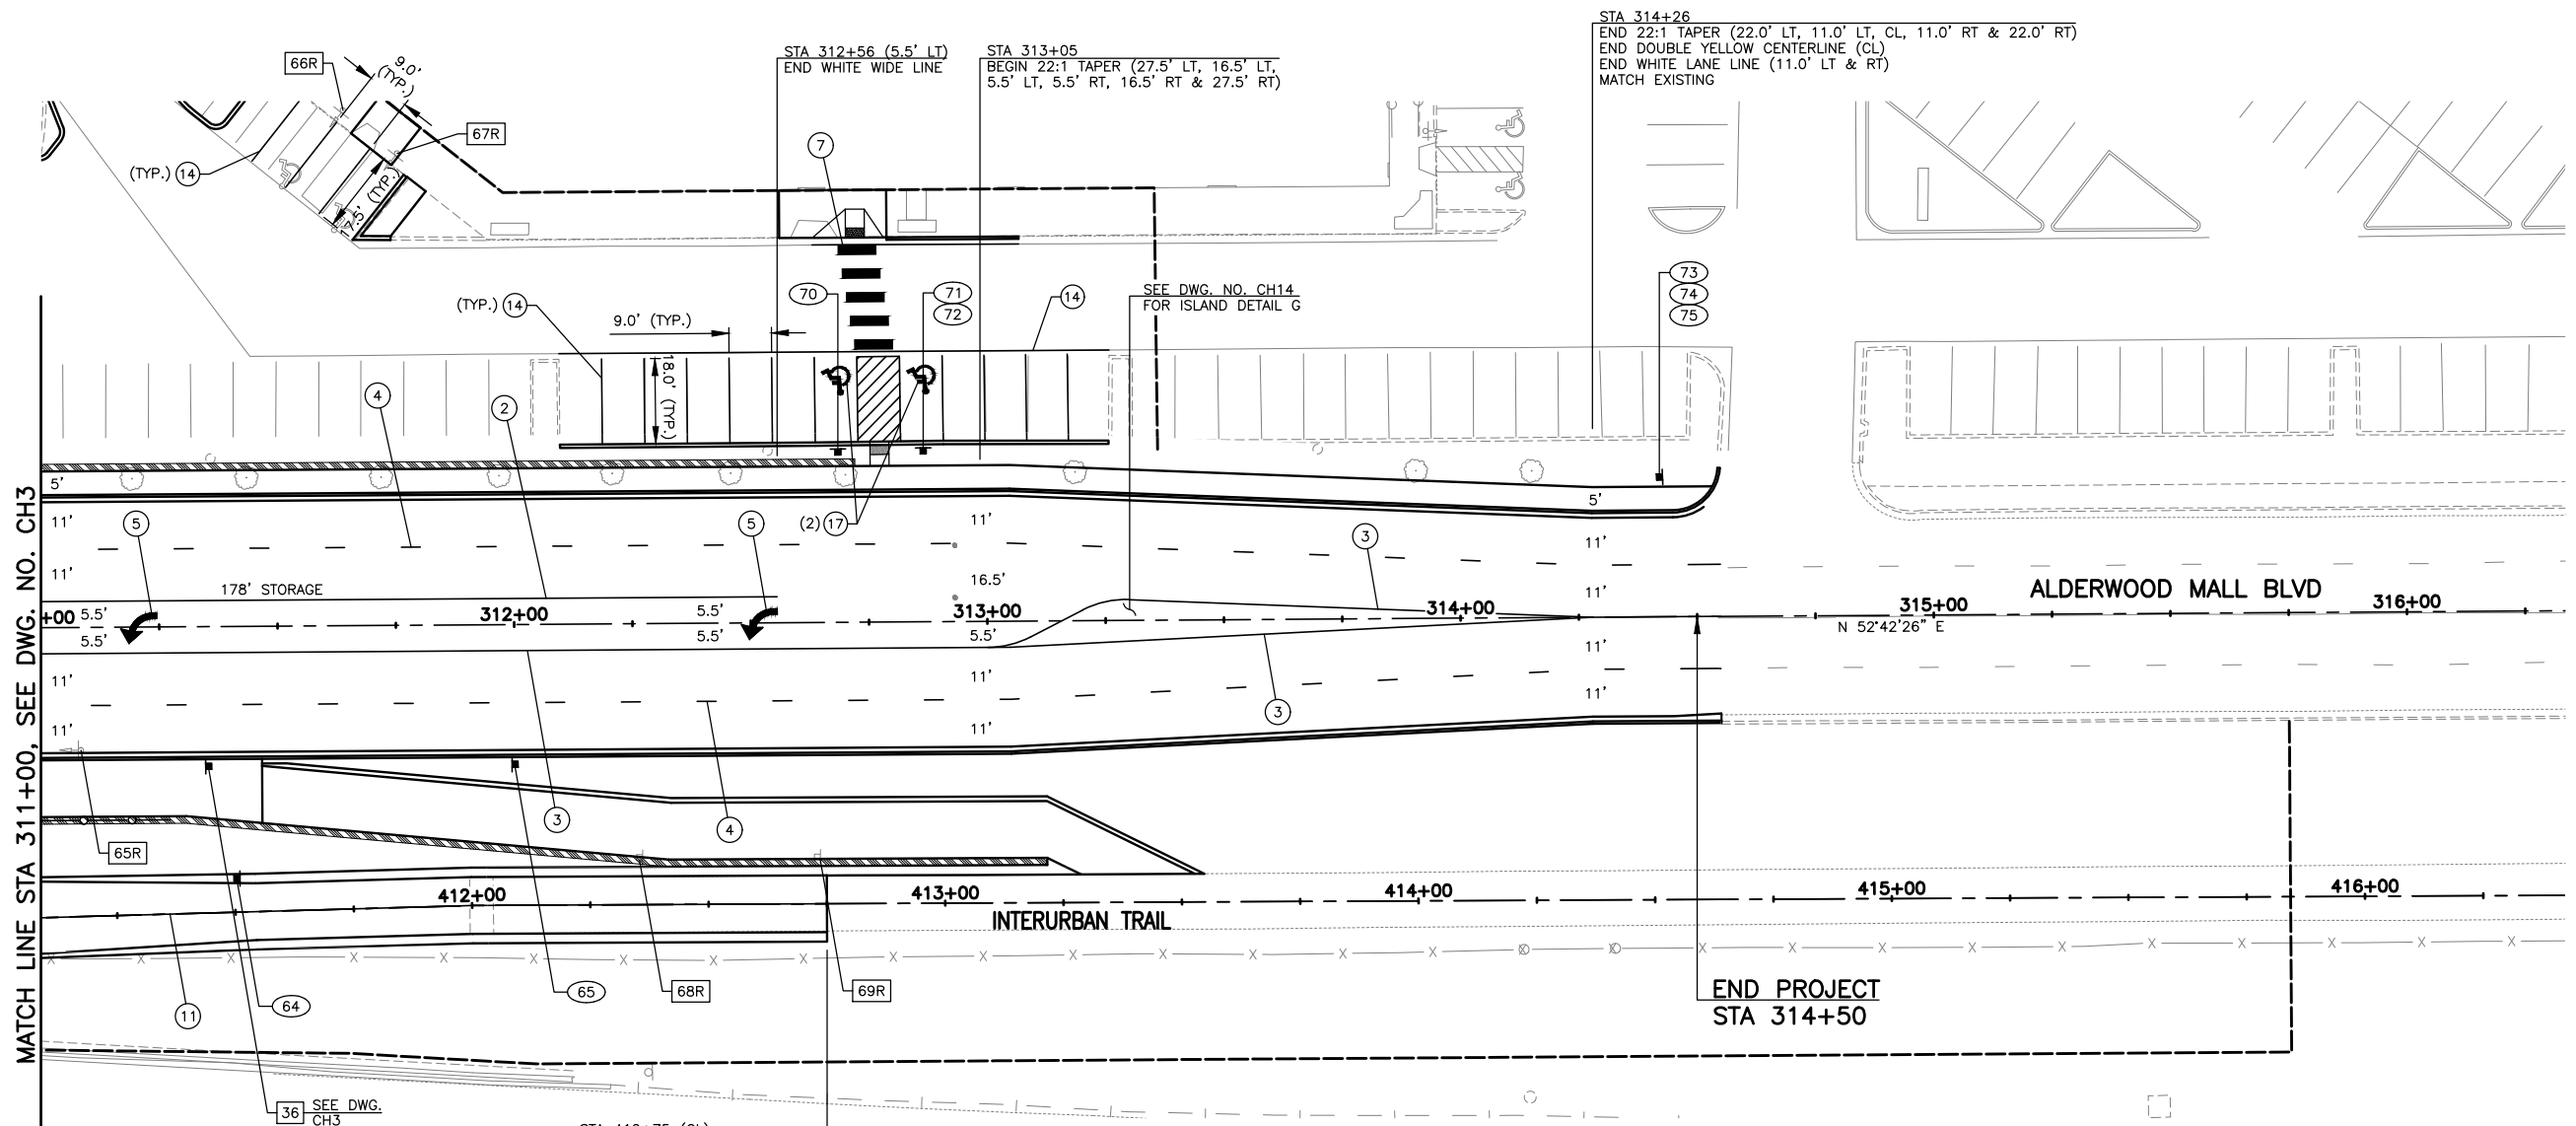 STA 314+26
END 22:1 TAPER (22.0' LT, 11.0' LT, CL, 11.0' RT & 22.0' RT)
END DOUBLE YELLOW CENTERLINE (CL)
END WHITE LANE LINE (11.0' LT & RT)
MATCH EXISTING
STA 312+56 (5.5' LT)
END WHITE WIDE LINE
STA 313+05
BEGIN 22:1 TAPER (27.5' LT, 16.5' LT,
5.5' LT, 5.5' RT, 16.5' RT & 27.5' RT)
66R
9.0'
(TYP.)
67R
(TYP.) 14
17.5' (TYP.)
7
70
71
72
SEE DWG. NO. CH14
FOR ISLAND DETAIL G
14
73
74
75
(TYP.) 14
9.0' (TYP.)
18.0' (TYP.)
4
2
5'
5'
11'
5
5
(2) 17
11'
3
11'
11'
178' STORAGE
16.5'
11'
ALDERWOOD MALL BLVD
+00
5.5'
312+00
5.5'
313+00
314+00
315+00
316+00
5.5'
5.5'
5.5'
N 52°42'26" E
11'
11'
11'
3
11'
11'
3
4
65R
412+00
413+00
414+00
415+00
416+00
INTERURBAN TRAIL
11
64
65
68R
69R
END PROJECT
STA 314+50
36
SEE DWG.
CH3
MATCH LINE STA 311+00, SEE DWG. NO. CH3